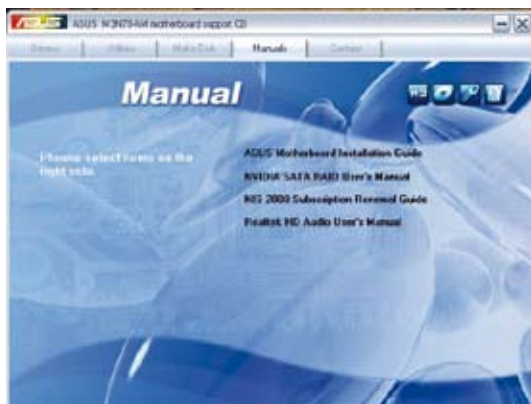 ASUS M2N78-AM motherboard support CD
Drivers Utilities Make Disk Manuals Contact
Manual
Please select items on the
right side.
ASUS Motherboard Installation Guide
NVIDIA SATA RAID User's Manual
NIS 2008 Subscription Renewal Guide
Realtek HD Audio User's Manual